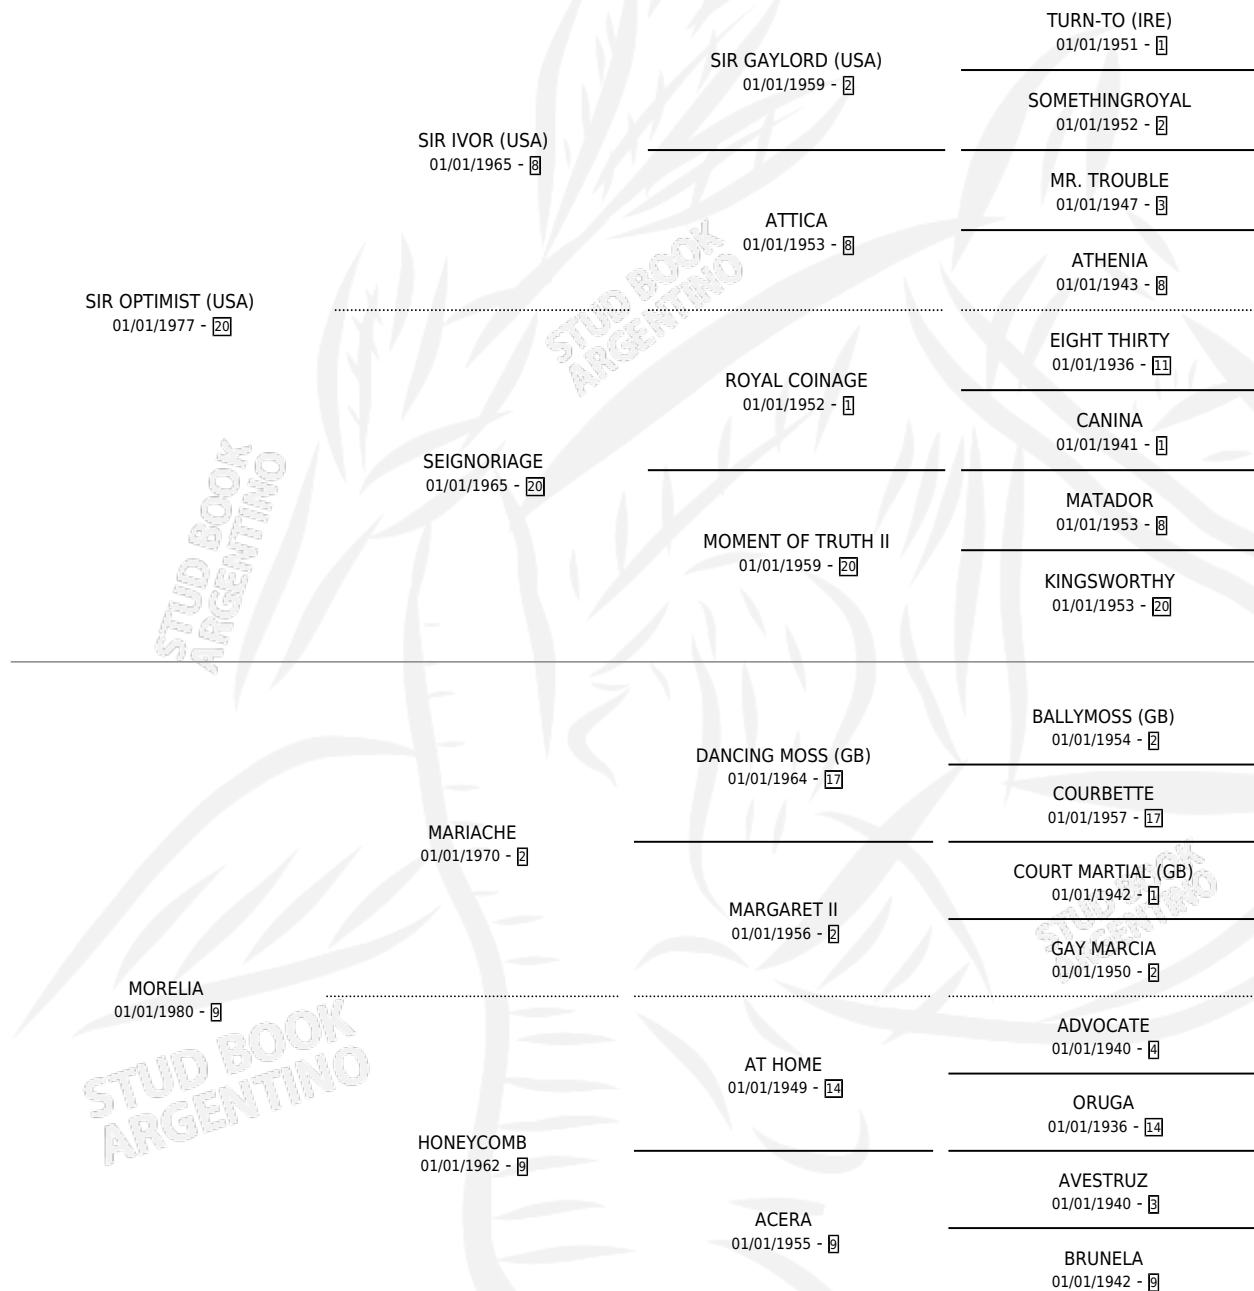 TURN-TO (IRE)
01/01/1951 - 1
SIR GAYLORD (USA)
01/01/1959 - 2
SOMETHINGROYAL
01/01/1952 - 2
SIR IVOR (USA)
01/01/1965 - 8
MR. TROUBLE
01/01/1947 - 3
ATTICA
01/01/1953 - 8
ATHENIA
01/01/1943 - 8
SIR OPTIMIST (USA)
01/01/1977 - 20
EIGHT THIRTY
01/01/1936 - 11
ROYAL COINAGE
01/01/1952 - 1
CANINA
01/01/1941 - 1
SEIGNORIAGE
01/01/1965 - 20
MATADOR
01/01/1953 - 8
MOMENT OF TRUTH II
01/01/1959 - 20
KINGSWORTHY
01/01/1953 - 20
BALLYMOSS (GB)
01/01/1954 - 2
DANCING MOSS (GB)
01/01/1964 - 17
COURBETTE
01/01/1957 - 17
MARIACHE
01/01/1970 - 2
COURT MARTIAL (GB)
01/01/1942 - 1
MARGARET II
01/01/1956 - 2
GAY MARCIA
01/01/1950 - 2
MORELIA
01/01/1980 - 9
ADVOCATE
01/01/1940 - 4
AT HOME
01/01/1949 - 14
ORUGA
01/01/1936 - 14
HONEYCOMB
01/01/1962 - 9
AVESTRUZ
01/01/1940 - 3
ACERA
01/01/1955 - 9
BRUNELA
01/01/1942 - 9
STUD BOOK
ARGENTINO
STUD BOOK
ARGENTINO
STUD BOOK
ARGENTINO
STUD BOOK
ARGENTINO